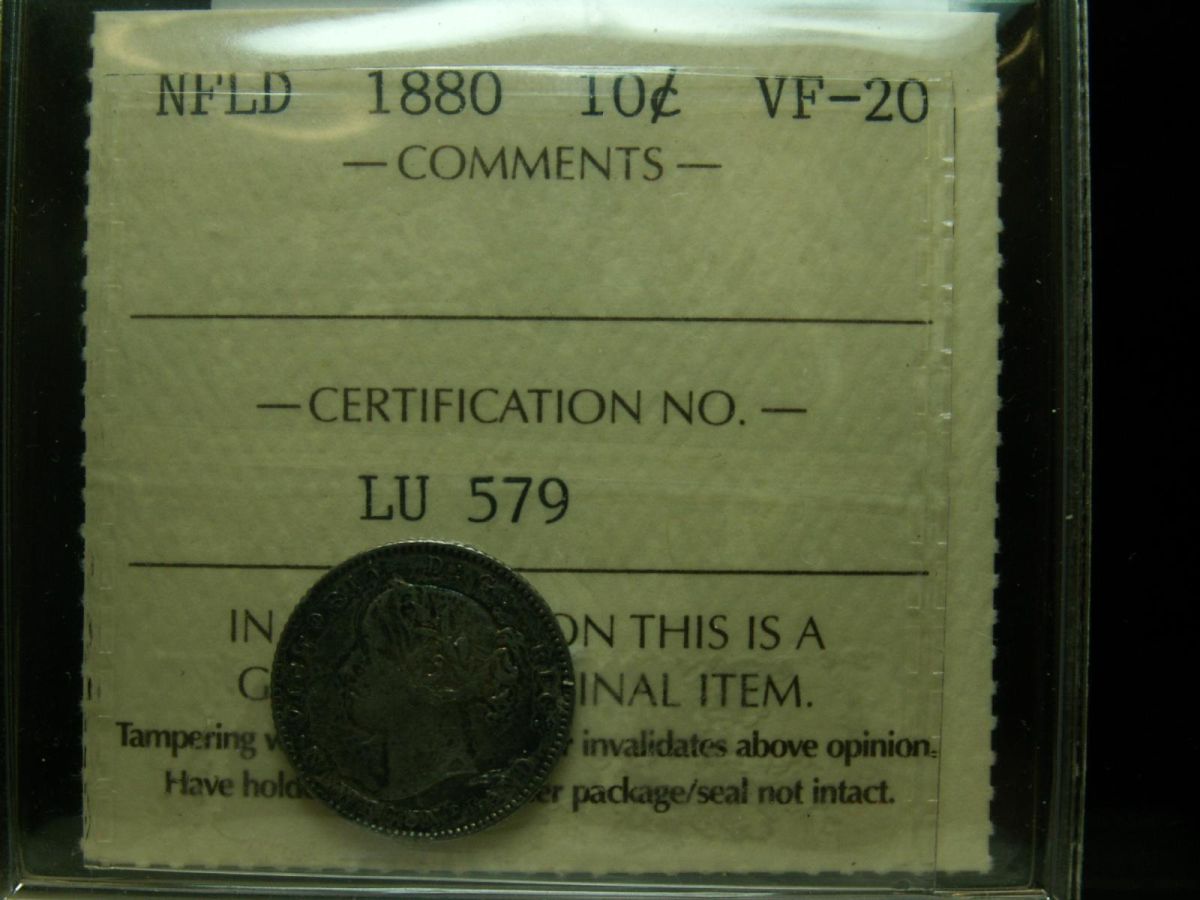 NFLD 1880 10¢ VF-20
—COMMENTS—
—CERTIFICATION NO.—
LU 579
IN ON THIS IS A
G INAL ITEM.
Tampering invalidates above opinion.
Have package/seal not intact.